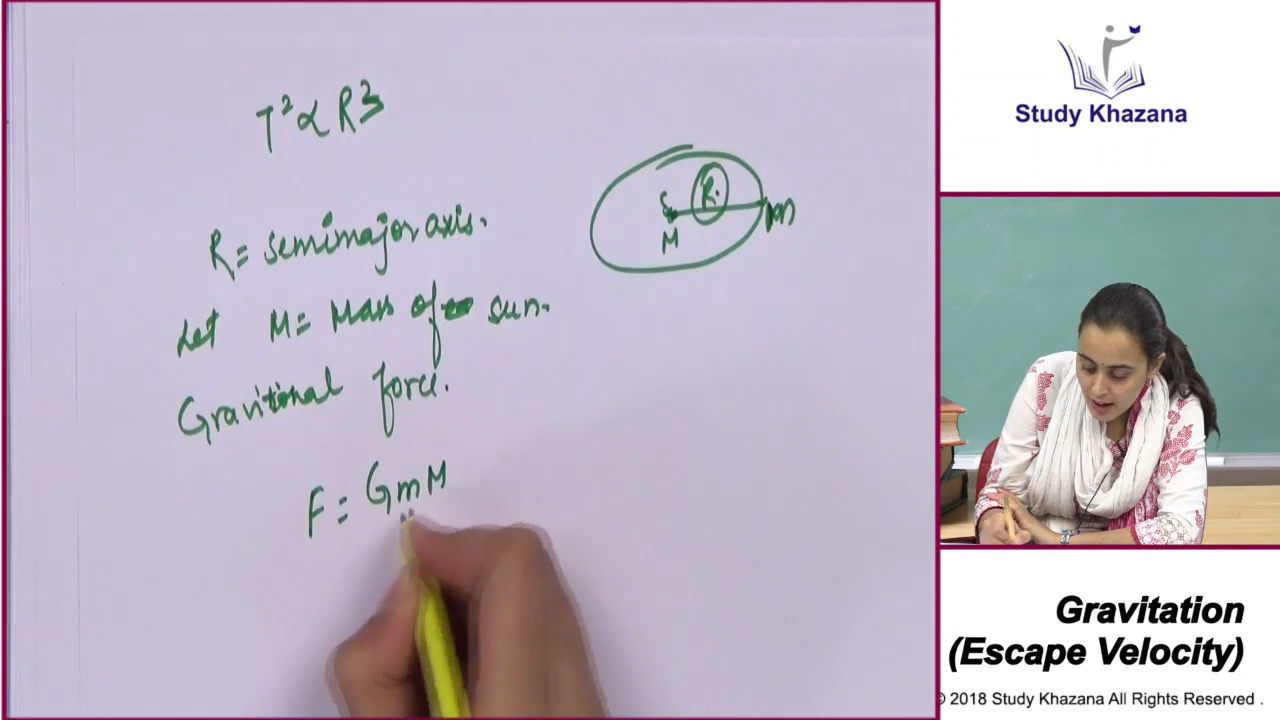 T² ∝ R³
R = semimajor axis.
S
R.
M
m
Let M = Mass of sun.
Gravitional force.
F = GmM
Study Khazana
Gravitation
(Escape Velocity)
© 2018 Study Khazana All Rights Reserved .